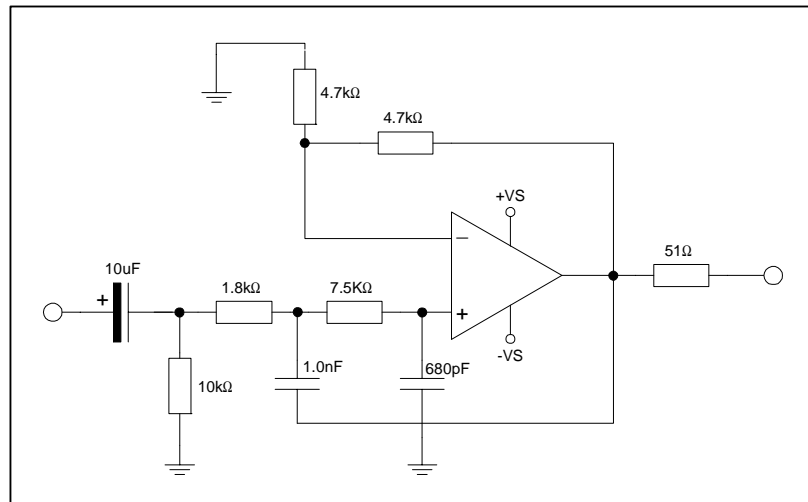 4.7kΩ
4.7kΩ
+VS
−
51Ω
10uF
1.8kΩ
7.5KΩ
+
+
-VS
1.0nF
680pF
10kΩ